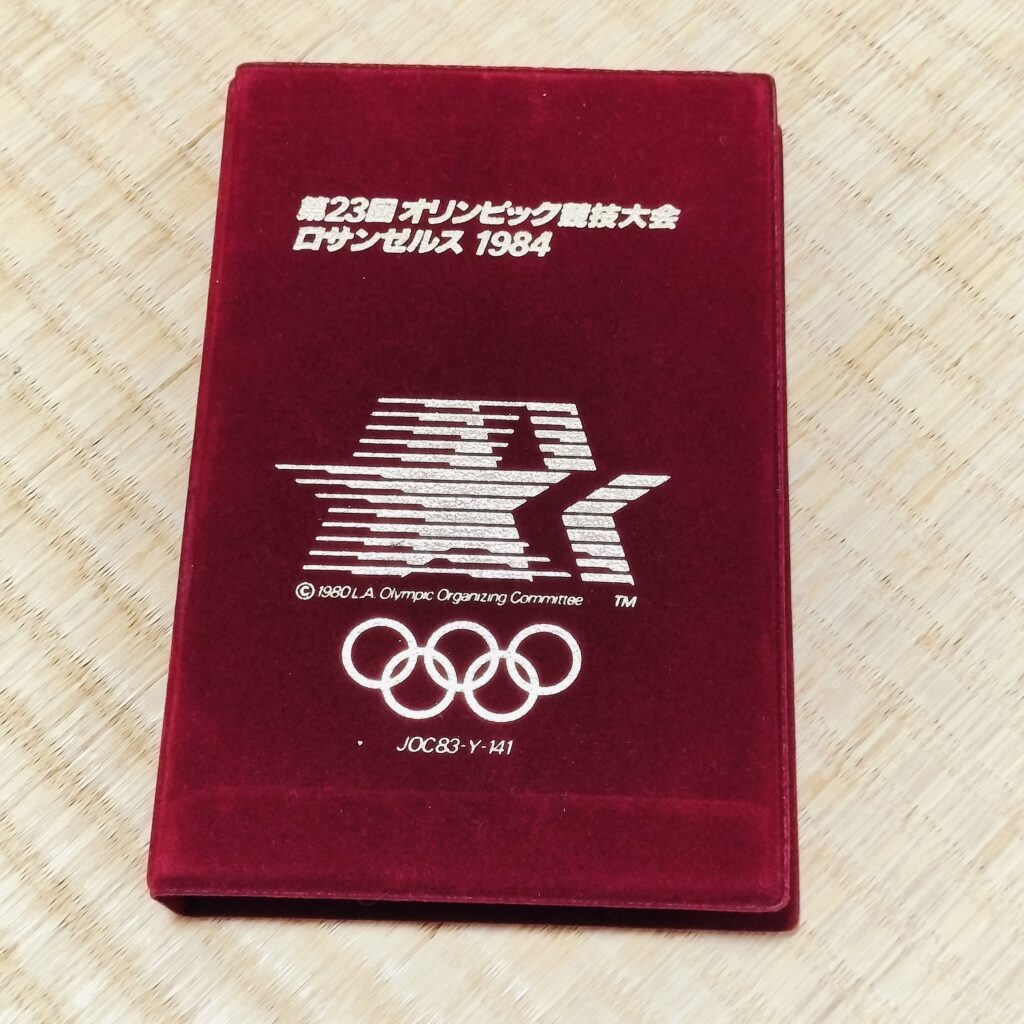 第23回 オリンピック競技大会
ロサンゼルス 1984
© 1980 L.A. Olympic Organizing Committee TM
JOC83-Y-141